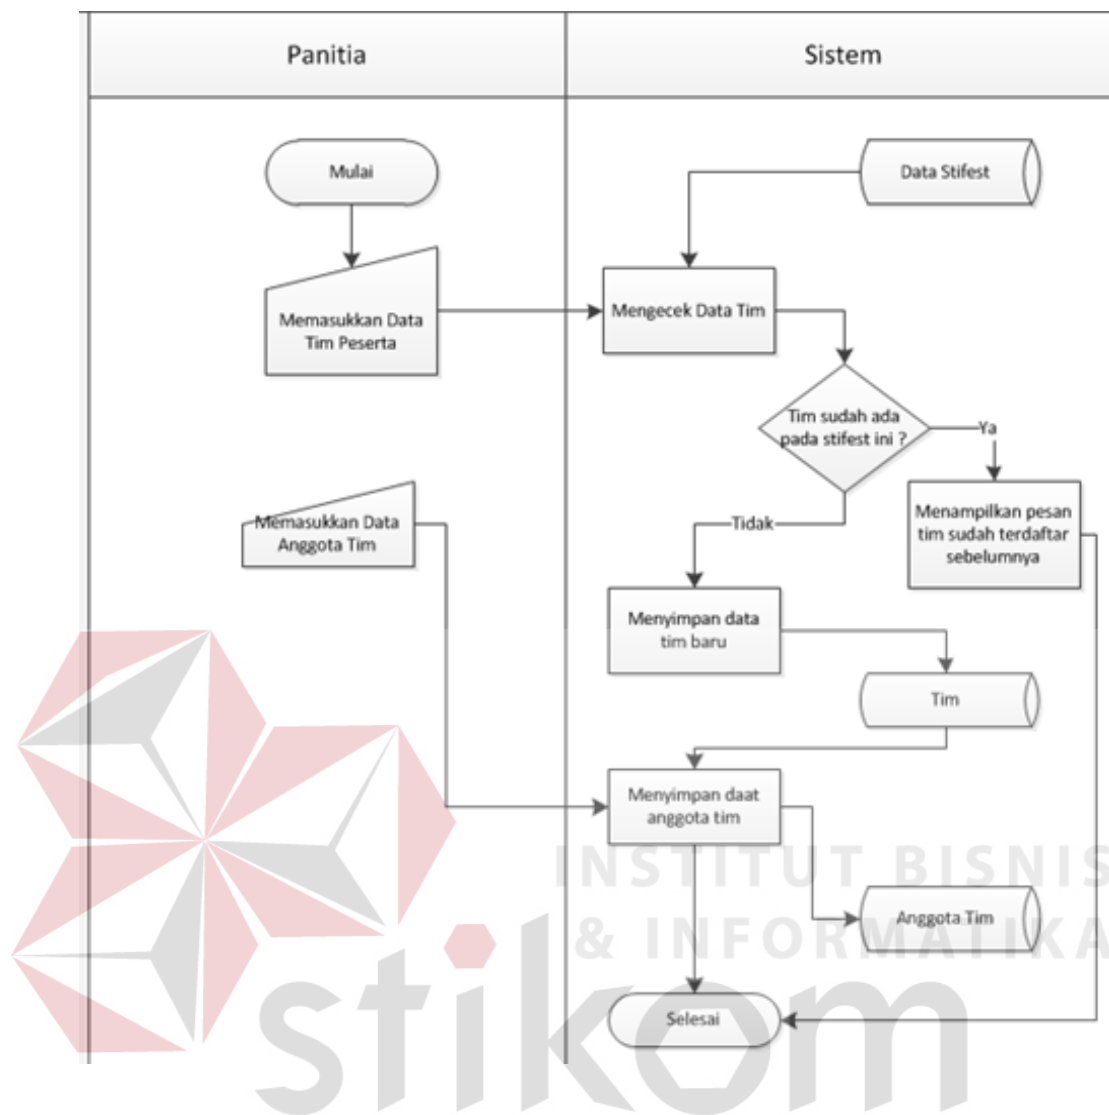 Panitia
Sistem
Mulai
Data Stifest
Memasukkan Data
Tim Peserta
Mengecek Data Tim
Tim sudah ada
pada stifest ini ?
Ya
Memasukkan Data
Anggota Tim
Tidak
Menampilkan pesan
tim sudah terdaftar
sebelumnya
Menyimpan data
tim baru
Tim
Menyimpan daat
anggota tim
Anggota Tim
Selesai
INSTITUT BISNIS
& INFORMATIKA
stikom